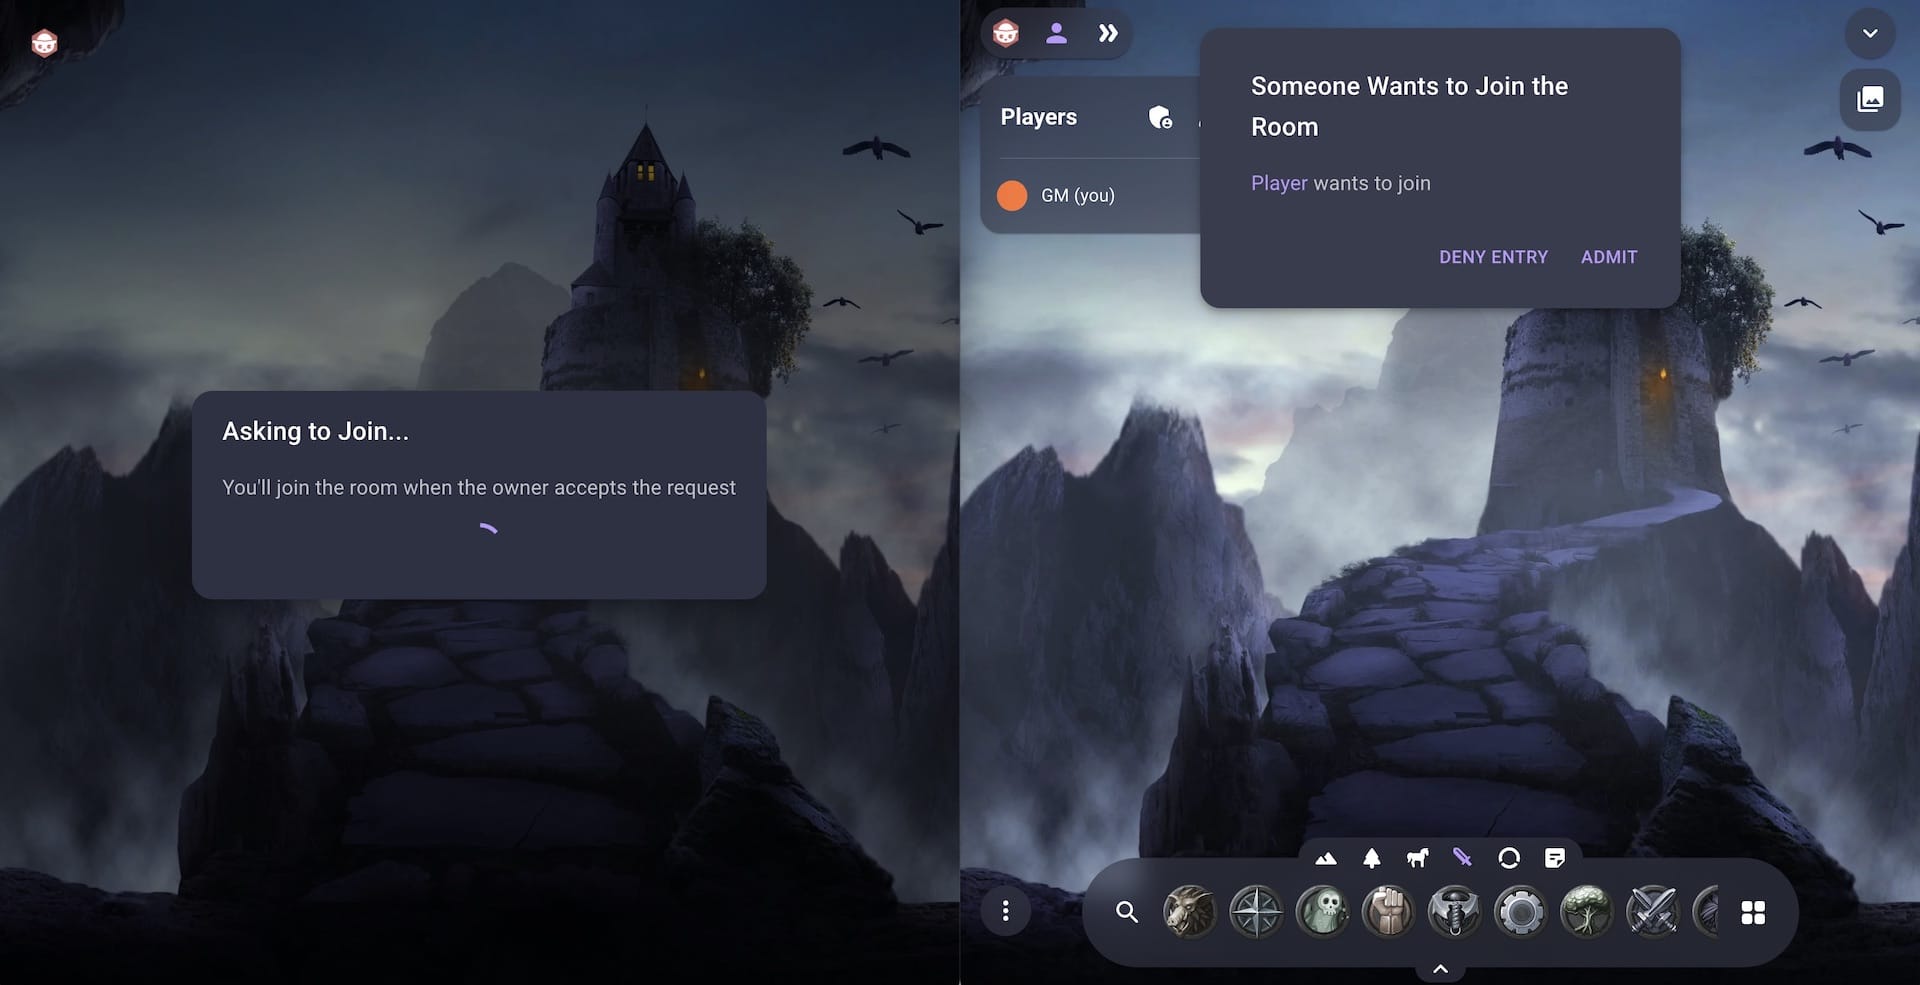 Asking to Join...
You'll join the room when the owner accepts the request
Players
GM (you)
Someone Wants to Join the
Room
Player wants to join
DENY ENTRY ADMIT